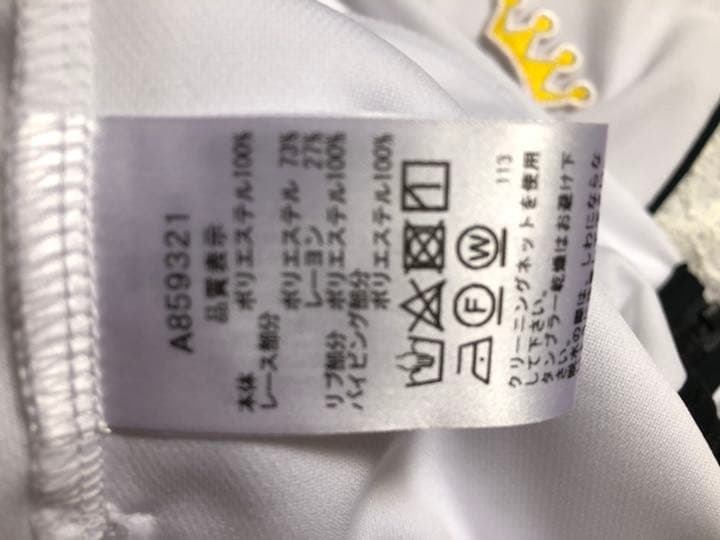 A859321
品質表示
本体 ポリエステル100%
レース部分
ポリエステル 73%
レーヨン 27%
リブ部分 ポリエステル100%
パイピング部分
ポリエステル100%
F W
113
クリーニングネットを使用
して下さい。
タンブラー乾燥はお避け下
さい。